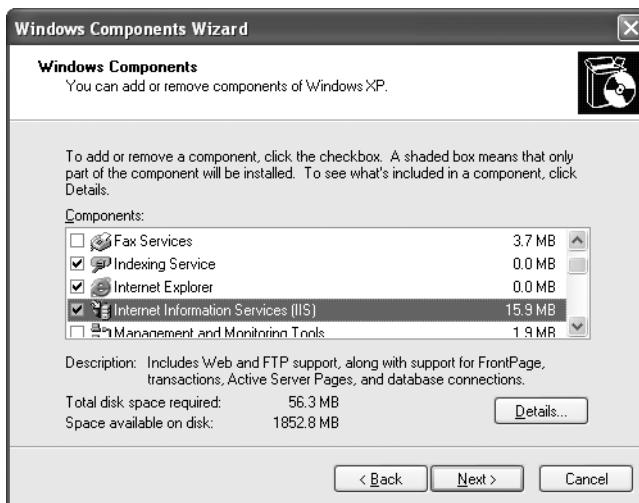 Windows Components Wizard
Windows Components
You can add or remove components of Windows XP.
To add or remove a component, click the checkbox. A shaded box means that only
part of the component will be installed. To see what's included in a component, click
Details.
Components:
Fax Services 3.7 MB
Indexing Service 0.0 MB
Internet Explorer 0.0 MB
Internet Information Services (IIS) 15.9 MB
Management and Monitoring Tools 1.9 MB
Description: Includes Web and FTP support, along with support for FrontPage,
transactions, Active Server Pages, and database connections.
Total disk space required: 56.3 MB
Space available on disk: 1852.8 MB
Details...
< Back Next > Cancel